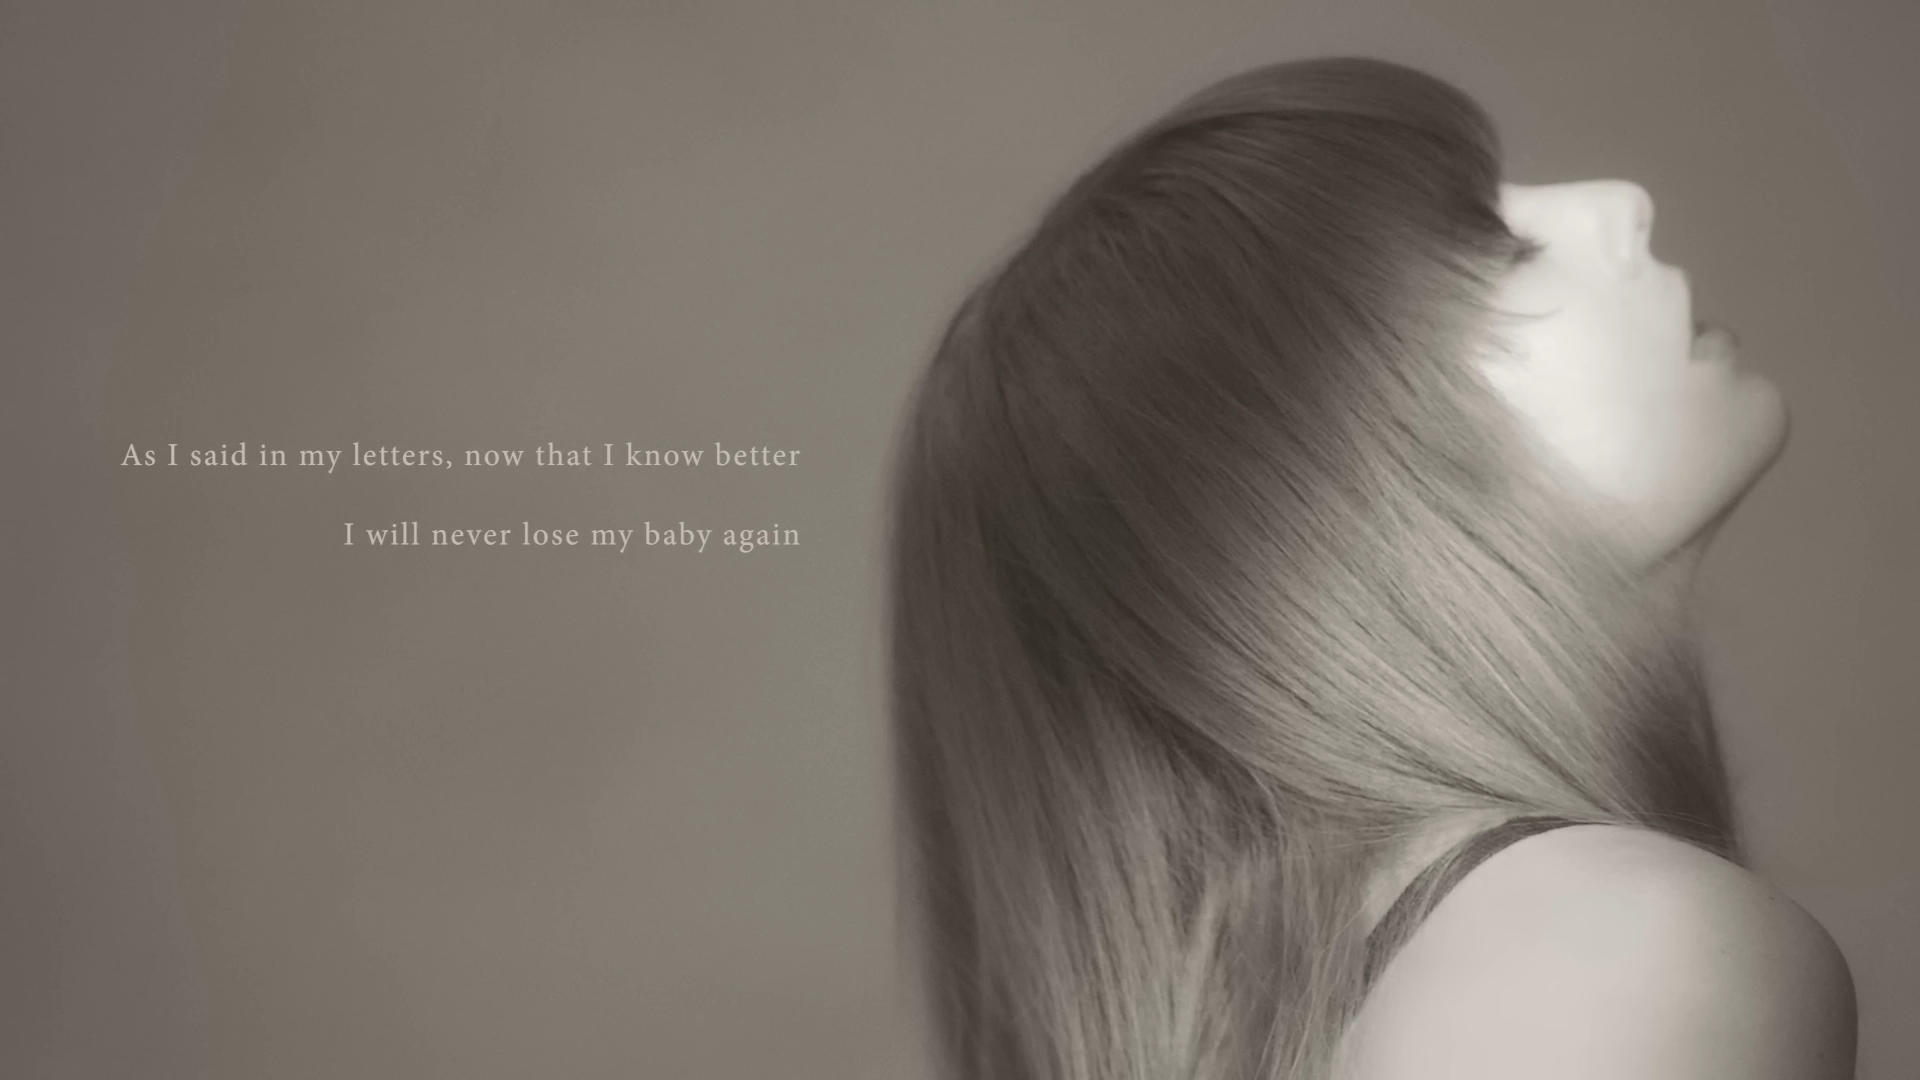 As I said in my letters, now that I know better
I will never lose my baby again